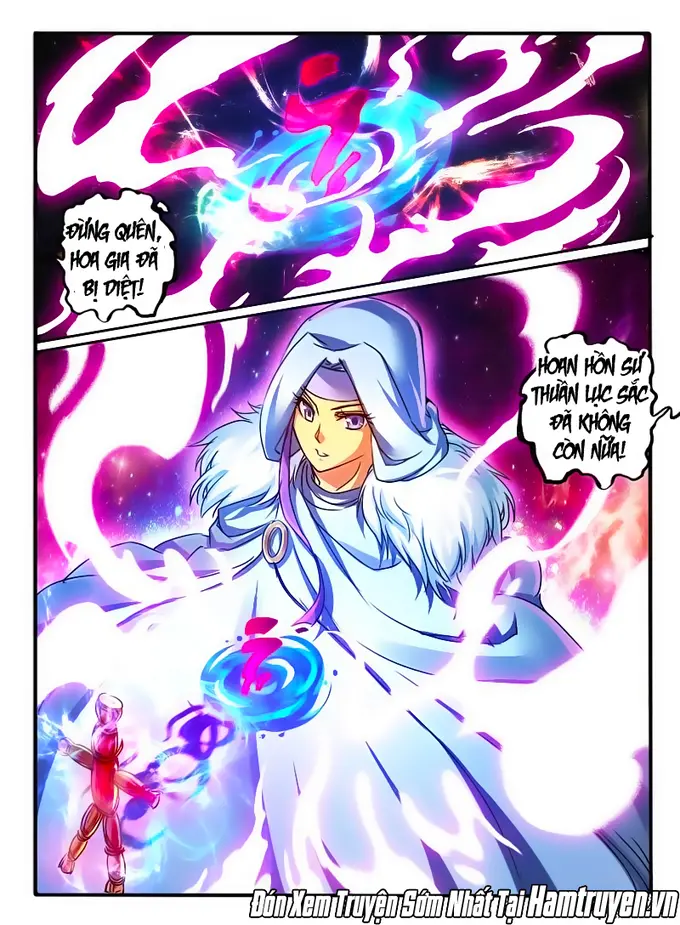 ĐỪNG QUÊN,
HOA GIA ĐÃ
BỊ DIỆT!
HOAN HỒN SƯ
THUẦN LỤC SẮC
ĐÃ KHÔNG
CÒN NỮA!
Đón Xem Truyện Sớm Nhất Tại Hamtruyen.vn